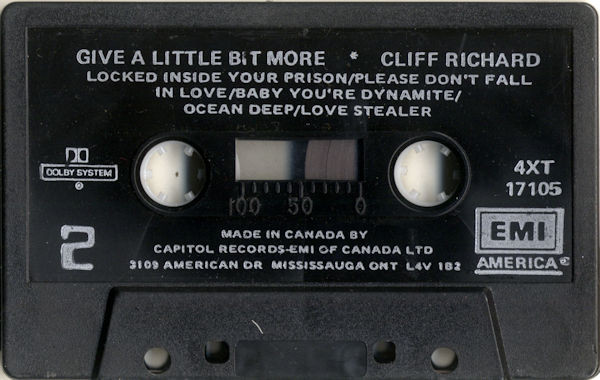 GIVE A LITTLE BIT MORE * CLIFF RICHARD
LOCKED INSIDE YOUR PRISON/PLEASE DON'T FALL
IN LOVE/BABY YOU'RE DYNAMITE/
OCEAN DEEP/LOVE STEALER
DOLBY SYSTEM
4XT
17105
100 50 0
2
MADE IN CANADA BY
CAPITOL RECORDS-EMI OF CANADA LTD
3109 AMERICAN DR MISSISSAUGA ONT L4V 1B2
EMI
AMERICA